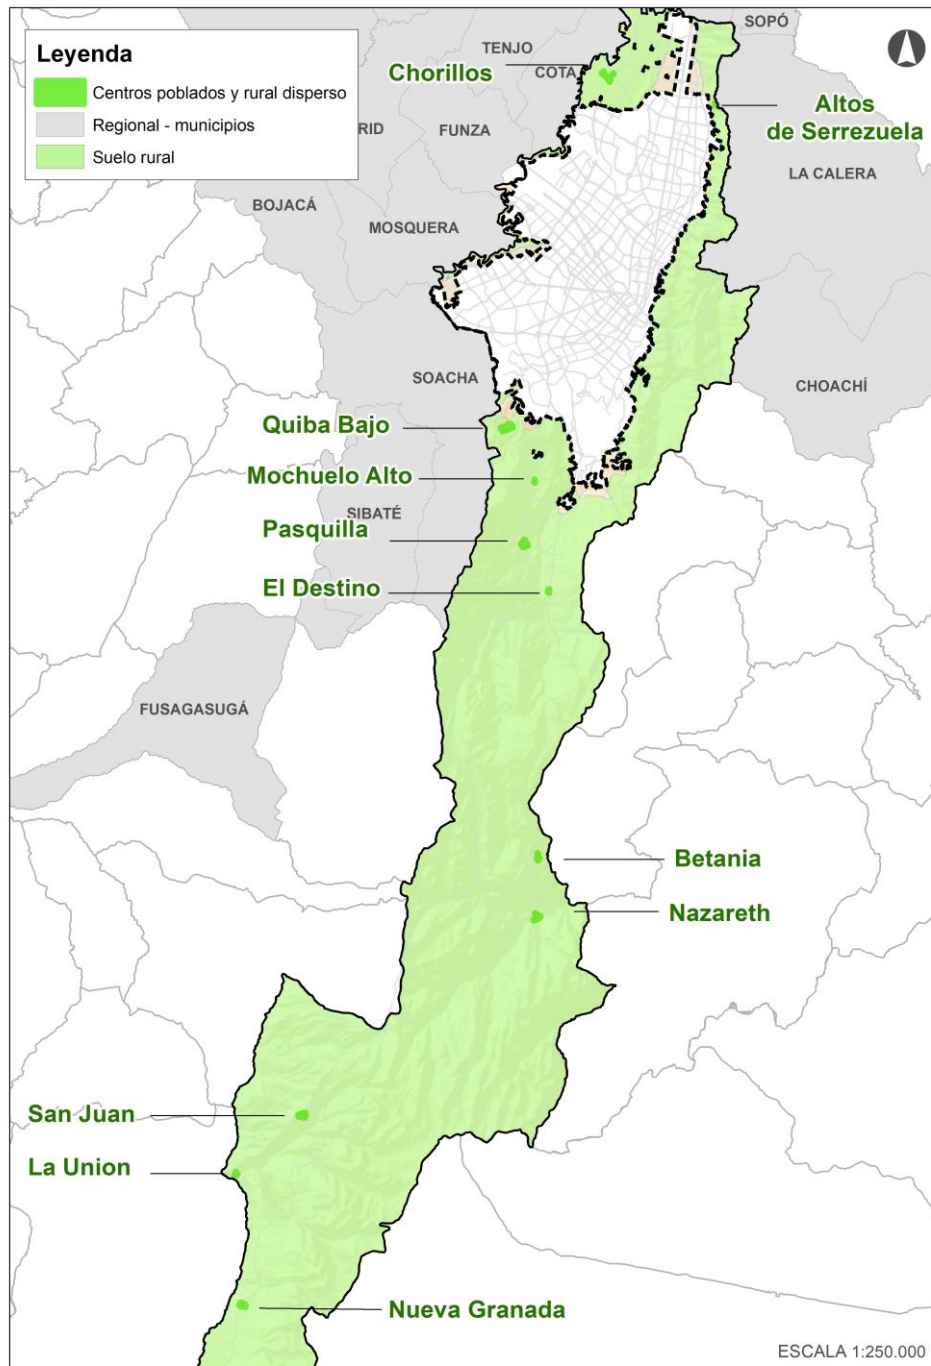 Leyenda
Centros poblados y rural disperso
Regional - municipios
Suelo rural
SOPÓ
TENJO
Chorillos
COTA
Altos
de Serrezuela
RID
FUNZA
LA CALERA
BOJACÁ
MOSQUERA
SOACHA
CHOACHÍ
Quiba Bajo
Mochuelo Alto
SIBATÉ
Pasquilla
El Destino
FUSAGASUGÁ
Betania
Nazareth
San Juan
La Union
Nueva Granada
ESCALA 1:250.000